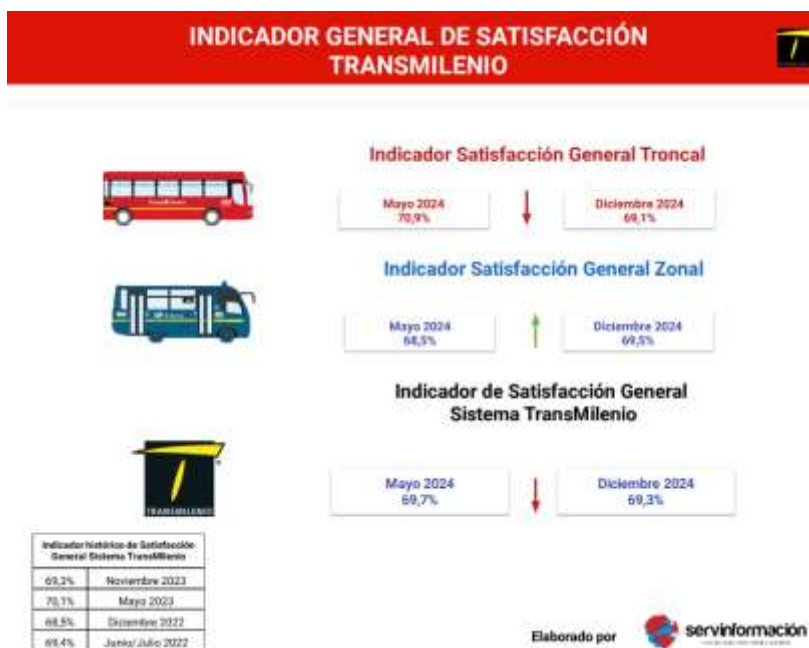 INDICADOR GENERAL DE SATISFACCIÓN
TRANSMILENIO
Indicador Satisfacción General Troncal
Mayo 2024
70,9%
Diciembre 2024
69,1%
TransMilenio
Indicador Satisfacción General Zonal
Mayo 2024
68,5%
Diciembre 2024
69,5%
Indicador de Satisfacción General
Sistema TransMilenio
TRANSMILENIO
Mayo 2024
69,7%
Diciembre 2024
69,3%
Indicador histórico de Satisfacción
General Sistema TransMilenio
69,2% Noviembre 2023
70,1% Mayo 2023
68,5% Diciembre 2022
69,4% Junio/Julio 2022
Elaborado por
servinformación